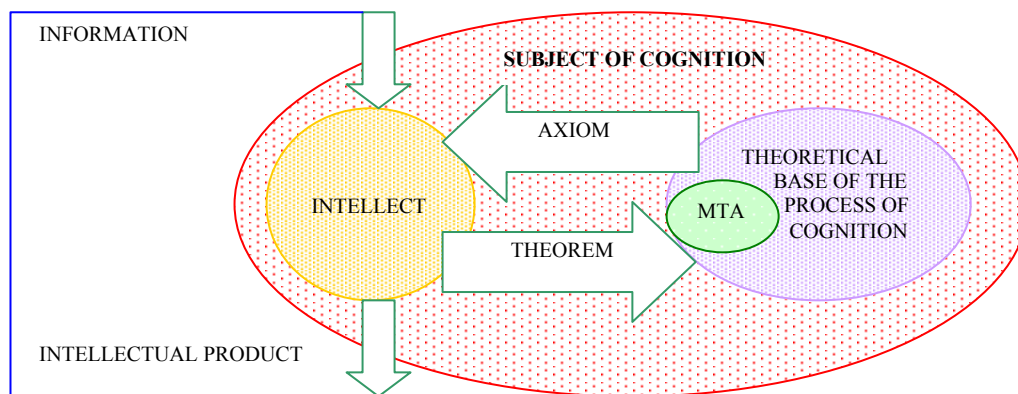 INFORMATION
SUBJECT OF COGNITION
AXIOM
THEORETICAL
BASE OF THE
PROCESS OF
COGNITION
INTELLECT
MTA
THEOREM
INTELLECTUAL PRODUCT